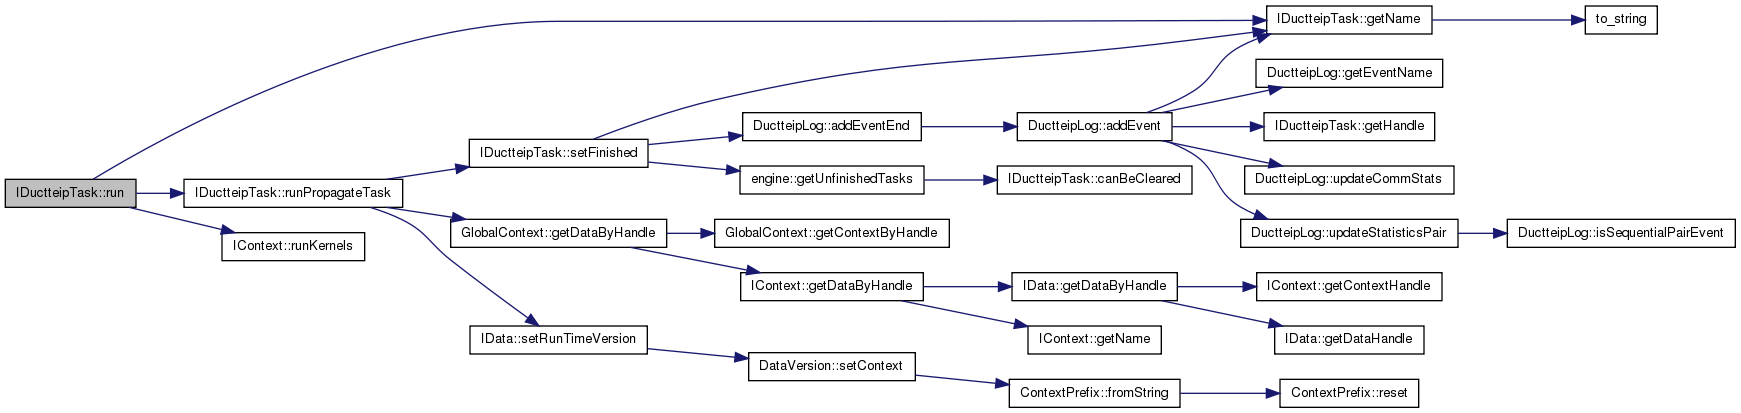 IDuctteipTask::run
IDuctteipTask::getName
to_string
IDuctteipTask::runPropagateTask
IContext::runKernels
IDuctteipTask::setFinished
GlobalContext::getDataByHandle
IData::setRunTimeVersion
DuctteipLog::addEventEnd
engine::getUnfinishedTasks
DuctteipLog::addEvent
IDuctteipTask::canBeCleared
DuctteipLog::getEventName
IDuctteipTask::getHandle
DuctteipLog::updateCommStats
DuctteipLog::updateStatisticsPair
DuctteipLog::isSequentialPairEvent
GlobalContext::getContextByHandle
IContext::getDataByHandle
IData::getDataByHandle
IContext::getName
IContext::getContextHandle
IData::getDataHandle
DataVersion::setContext
ContextPrefix::fromString
ContextPrefix::reset